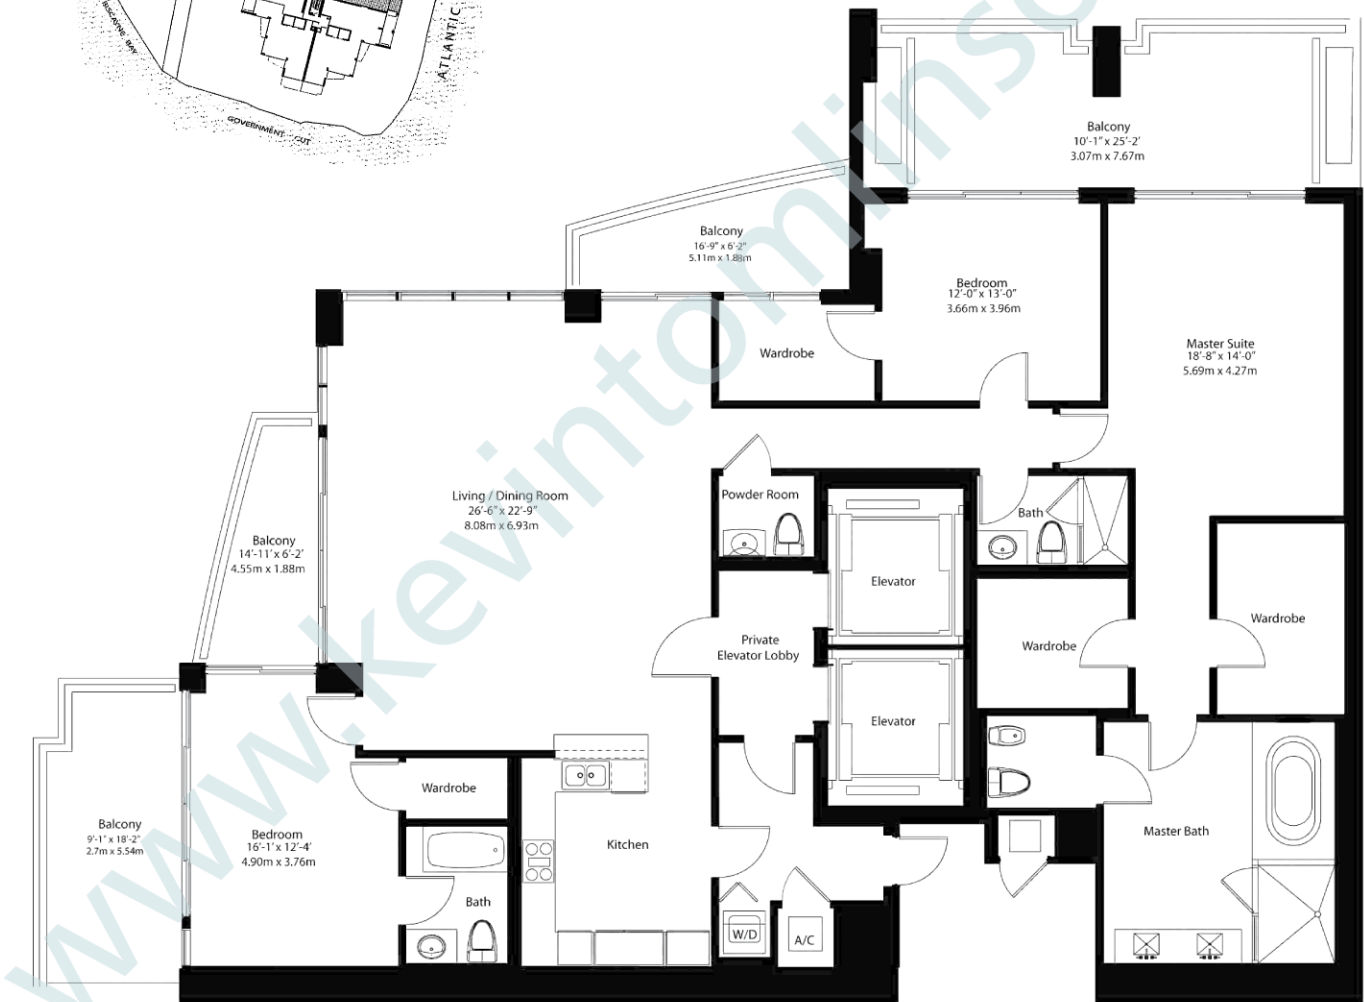 BISCAYNE BAY
ATLANTIC
GOVERNMENT CUT
Balcony
10'-1" x 25'-2'
3.07m x 7.67m
Balcony
16'-9" x 6'-2"
5.11m x 1.88m
Bedroom
12'-0" x 13'-0"
3.66m x 3.96m
Wardrobe
Master Suite
18'-8" x 14'-0"
5.69m x 4.27m
Living / Dining Room
26'-6" x 22'-9"
8.08m x 6.93m
Powder Room
Bath
Balcony
14'-11' x 6'-2'
4.55m x 1.88m
Elevator
Private
Elevator Lobby
Wardrobe
Wardrobe
Elevator
Wardrobe
Balcony
9'-1" x 18'-2"
2.7m x 5.54m
Bedroom
16'-1' x 12'-4'
4.90m x 3.76m
Kitchen
Master Bath
Bath
W/D
A/C
www.kevintomlinso